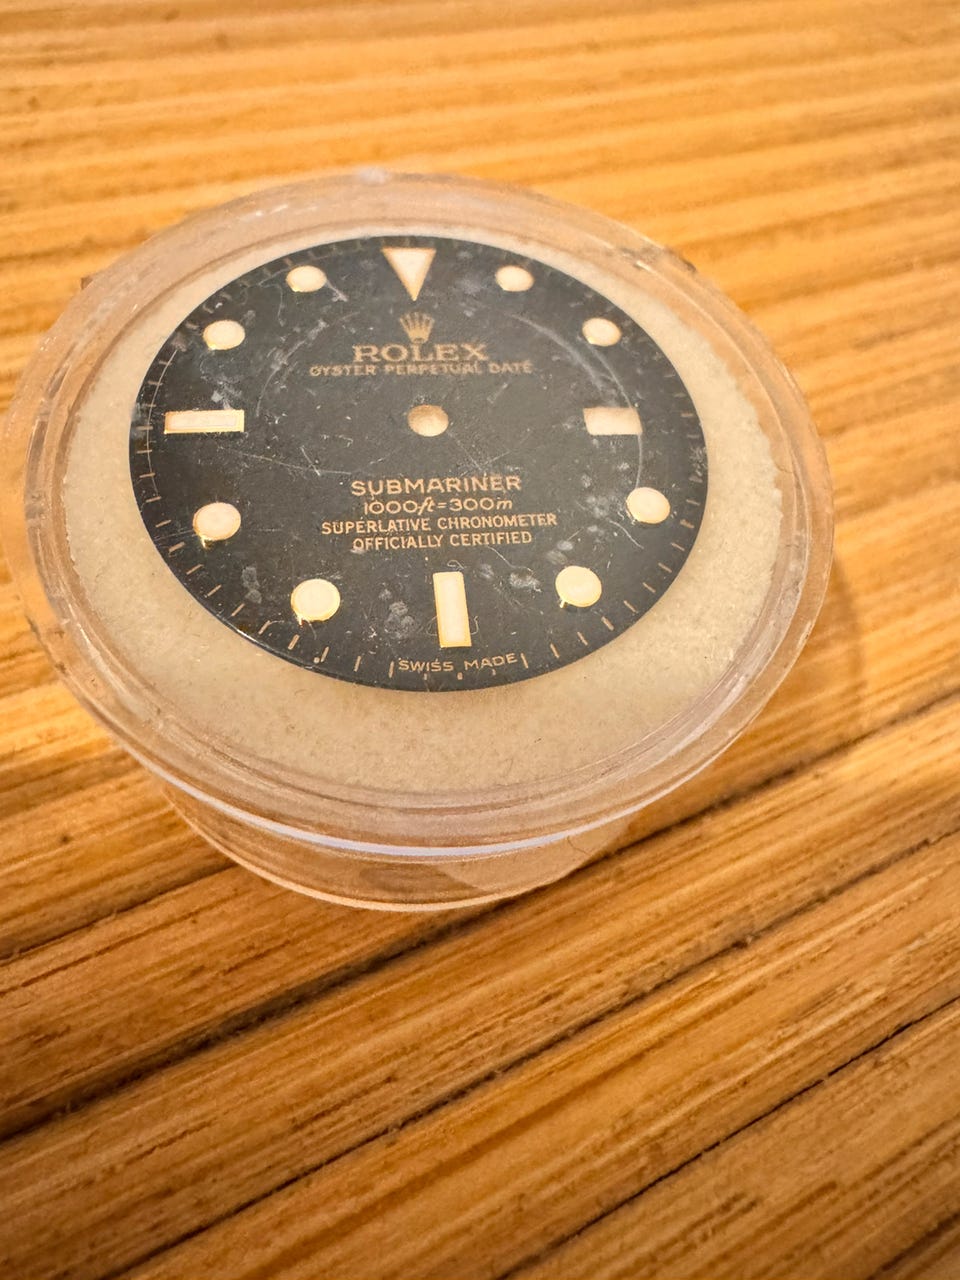 ROLEX
OYSTER PERPETUAL DATE
SUBMARINER
1000ft=300m
SUPERLATIVE CHRONOMETER
OFFICIALLY CERTIFIED
SWISS MADE